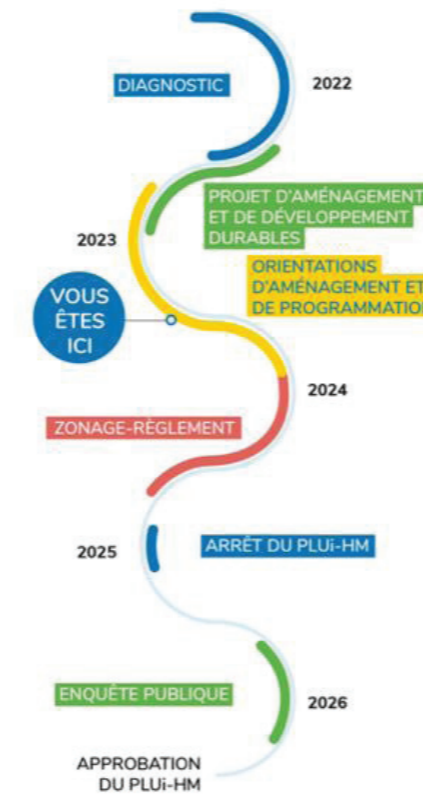 DIAGNOSTIC
2022
PROJET D'AMÉNAGEMENT
ET DE DÉVELOPPEMENT
DURABLES
2023
ORIENTATIONS
D'AMÉNAGEMENT ET
DE PROGRAMMATION
VOUS
ÊTES
ICI
2024
ZONAGE-RÈGLEMENT
2025
ARRÊT DU PLUi-HM
ENQUÊTE PUBLIQUE
2026
APPROBATION
DU PLUi-HM